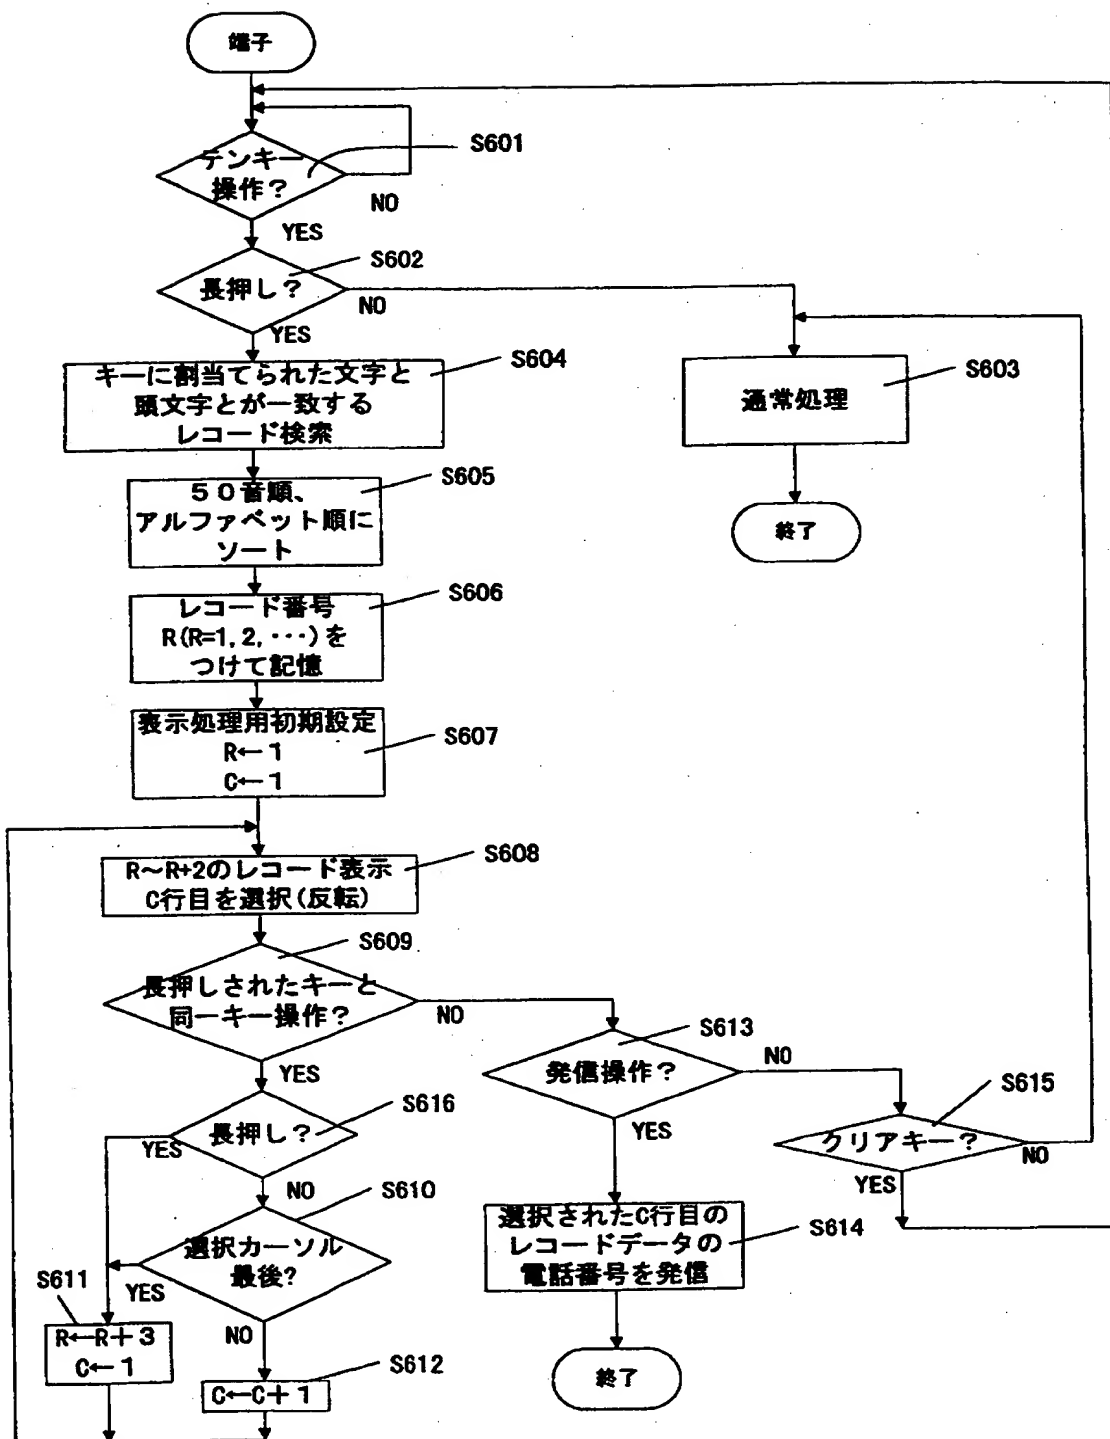 端子
テンキー
操作？
S601
NO
YES
長押し？
S602
NO
YES
キーに割当てられた文字と
頭文字とが一致する
レコード検索
S604
通常処理
S603
終了
５０音順、
アルファベット順に
ソート
S605
レコード番号
R(R=1,2,･･･)を
つけて記憶
S606
表示処理用初期設定
R←１
C←１
S607
R～R+2のレコード表示
C行目を選択(反転)
S608
長押しされたキーと
同一キー操作？
S609
NO
YES
発信操作？
S613
NO
YES
クリアキー？
S615
NO
YES
長押し？
S616
YES
NO
選択カーソル
最後?
S610
YES
NO
選択されたC行目の
レコードデータの
電話番号を発信
S614
S611
R←R＋３
C←１
C←C＋１
S612
終了